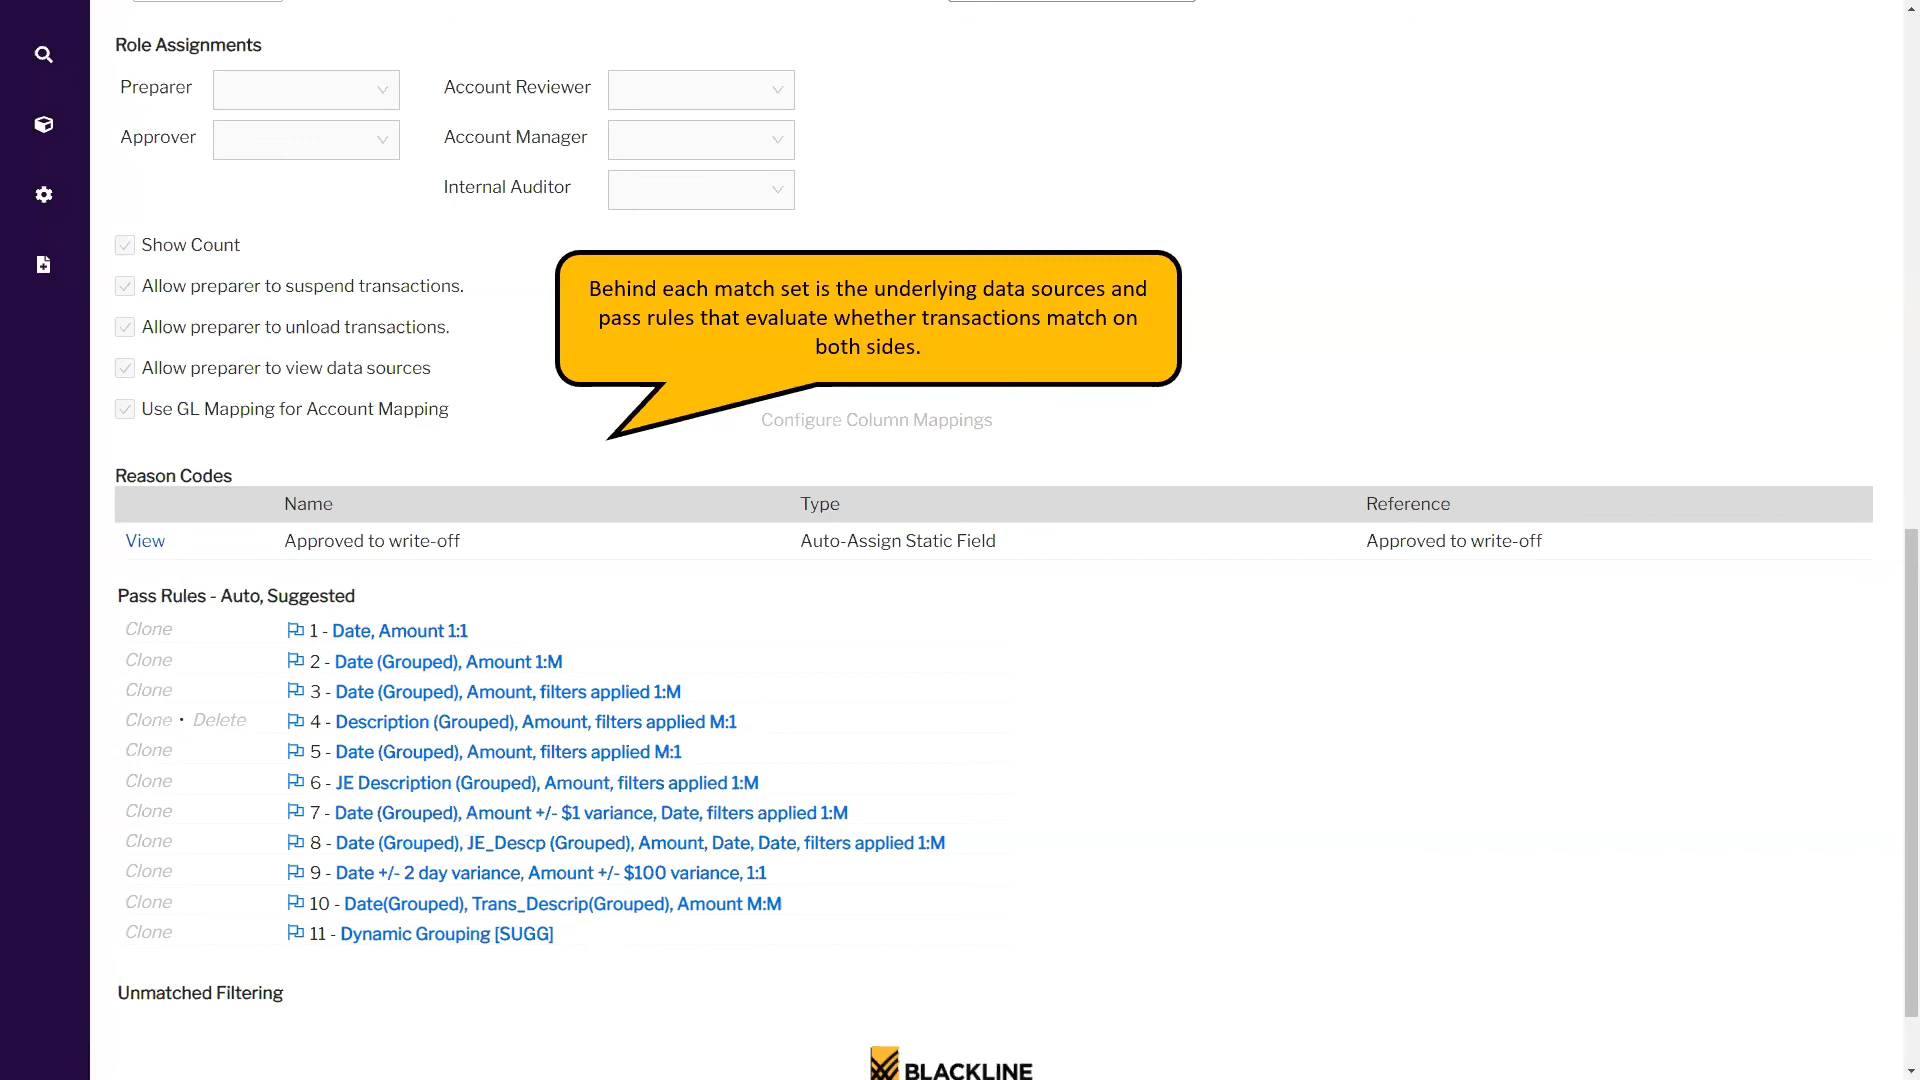 Role Assignments
Preparer
Account Reviewer
Approver
Account Manager
Internal Auditor
Show Count
Allow preparer to suspend transactions.
Allow preparer to unload transactions.
Allow preparer to view data sources
Use GL Mapping for Account Mapping
Behind each match set is the underlying data sources and
pass rules that evaluate whether transactions match on
both sides.
Configure Column Mappings
Reason Codes
Name Type Reference
View Approved to write-off Auto-Assign Static Field Approved to write-off
Pass Rules - Auto, Suggested
Clone 1 - Date, Amount 1:1
Clone 2 - Date (Grouped), Amount 1:M
Clone 3 - Date (Grouped), Amount, filters applied 1:M
Clone • Delete 4 - Description (Grouped), Amount, filters applied M:1
Clone 5 - Date (Grouped), Amount, filters applied M:1
Clone 6 - JE Description (Grouped), Amount, filters applied 1:M
Clone 7 - Date (Grouped), Amount +/- $1 variance, Date, filters applied 1:M
Clone 8 - Date (Grouped), JE_Descp (Grouped), Amount, Date, Date, filters applied 1:M
Clone 9 - Date +/- 2 day variance, Amount +/- $100 variance, 1:1
Clone 10 - Date(Grouped), Trans_Descrip(Grouped), Amount M:M
Clone 11 - Dynamic Grouping [SUGG]
Unmatched Filtering
BLACKLINE